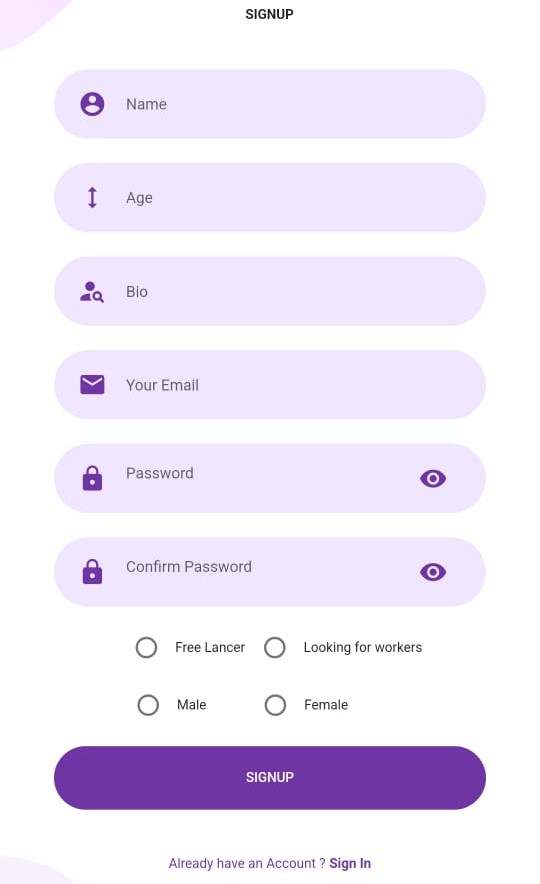 SIGNUP
Name
Age
Bio
Your Email
Password
Confirm Password
Free Lancer Looking for workers
Male Female
SIGNUP
Already have an Account ? Sign In